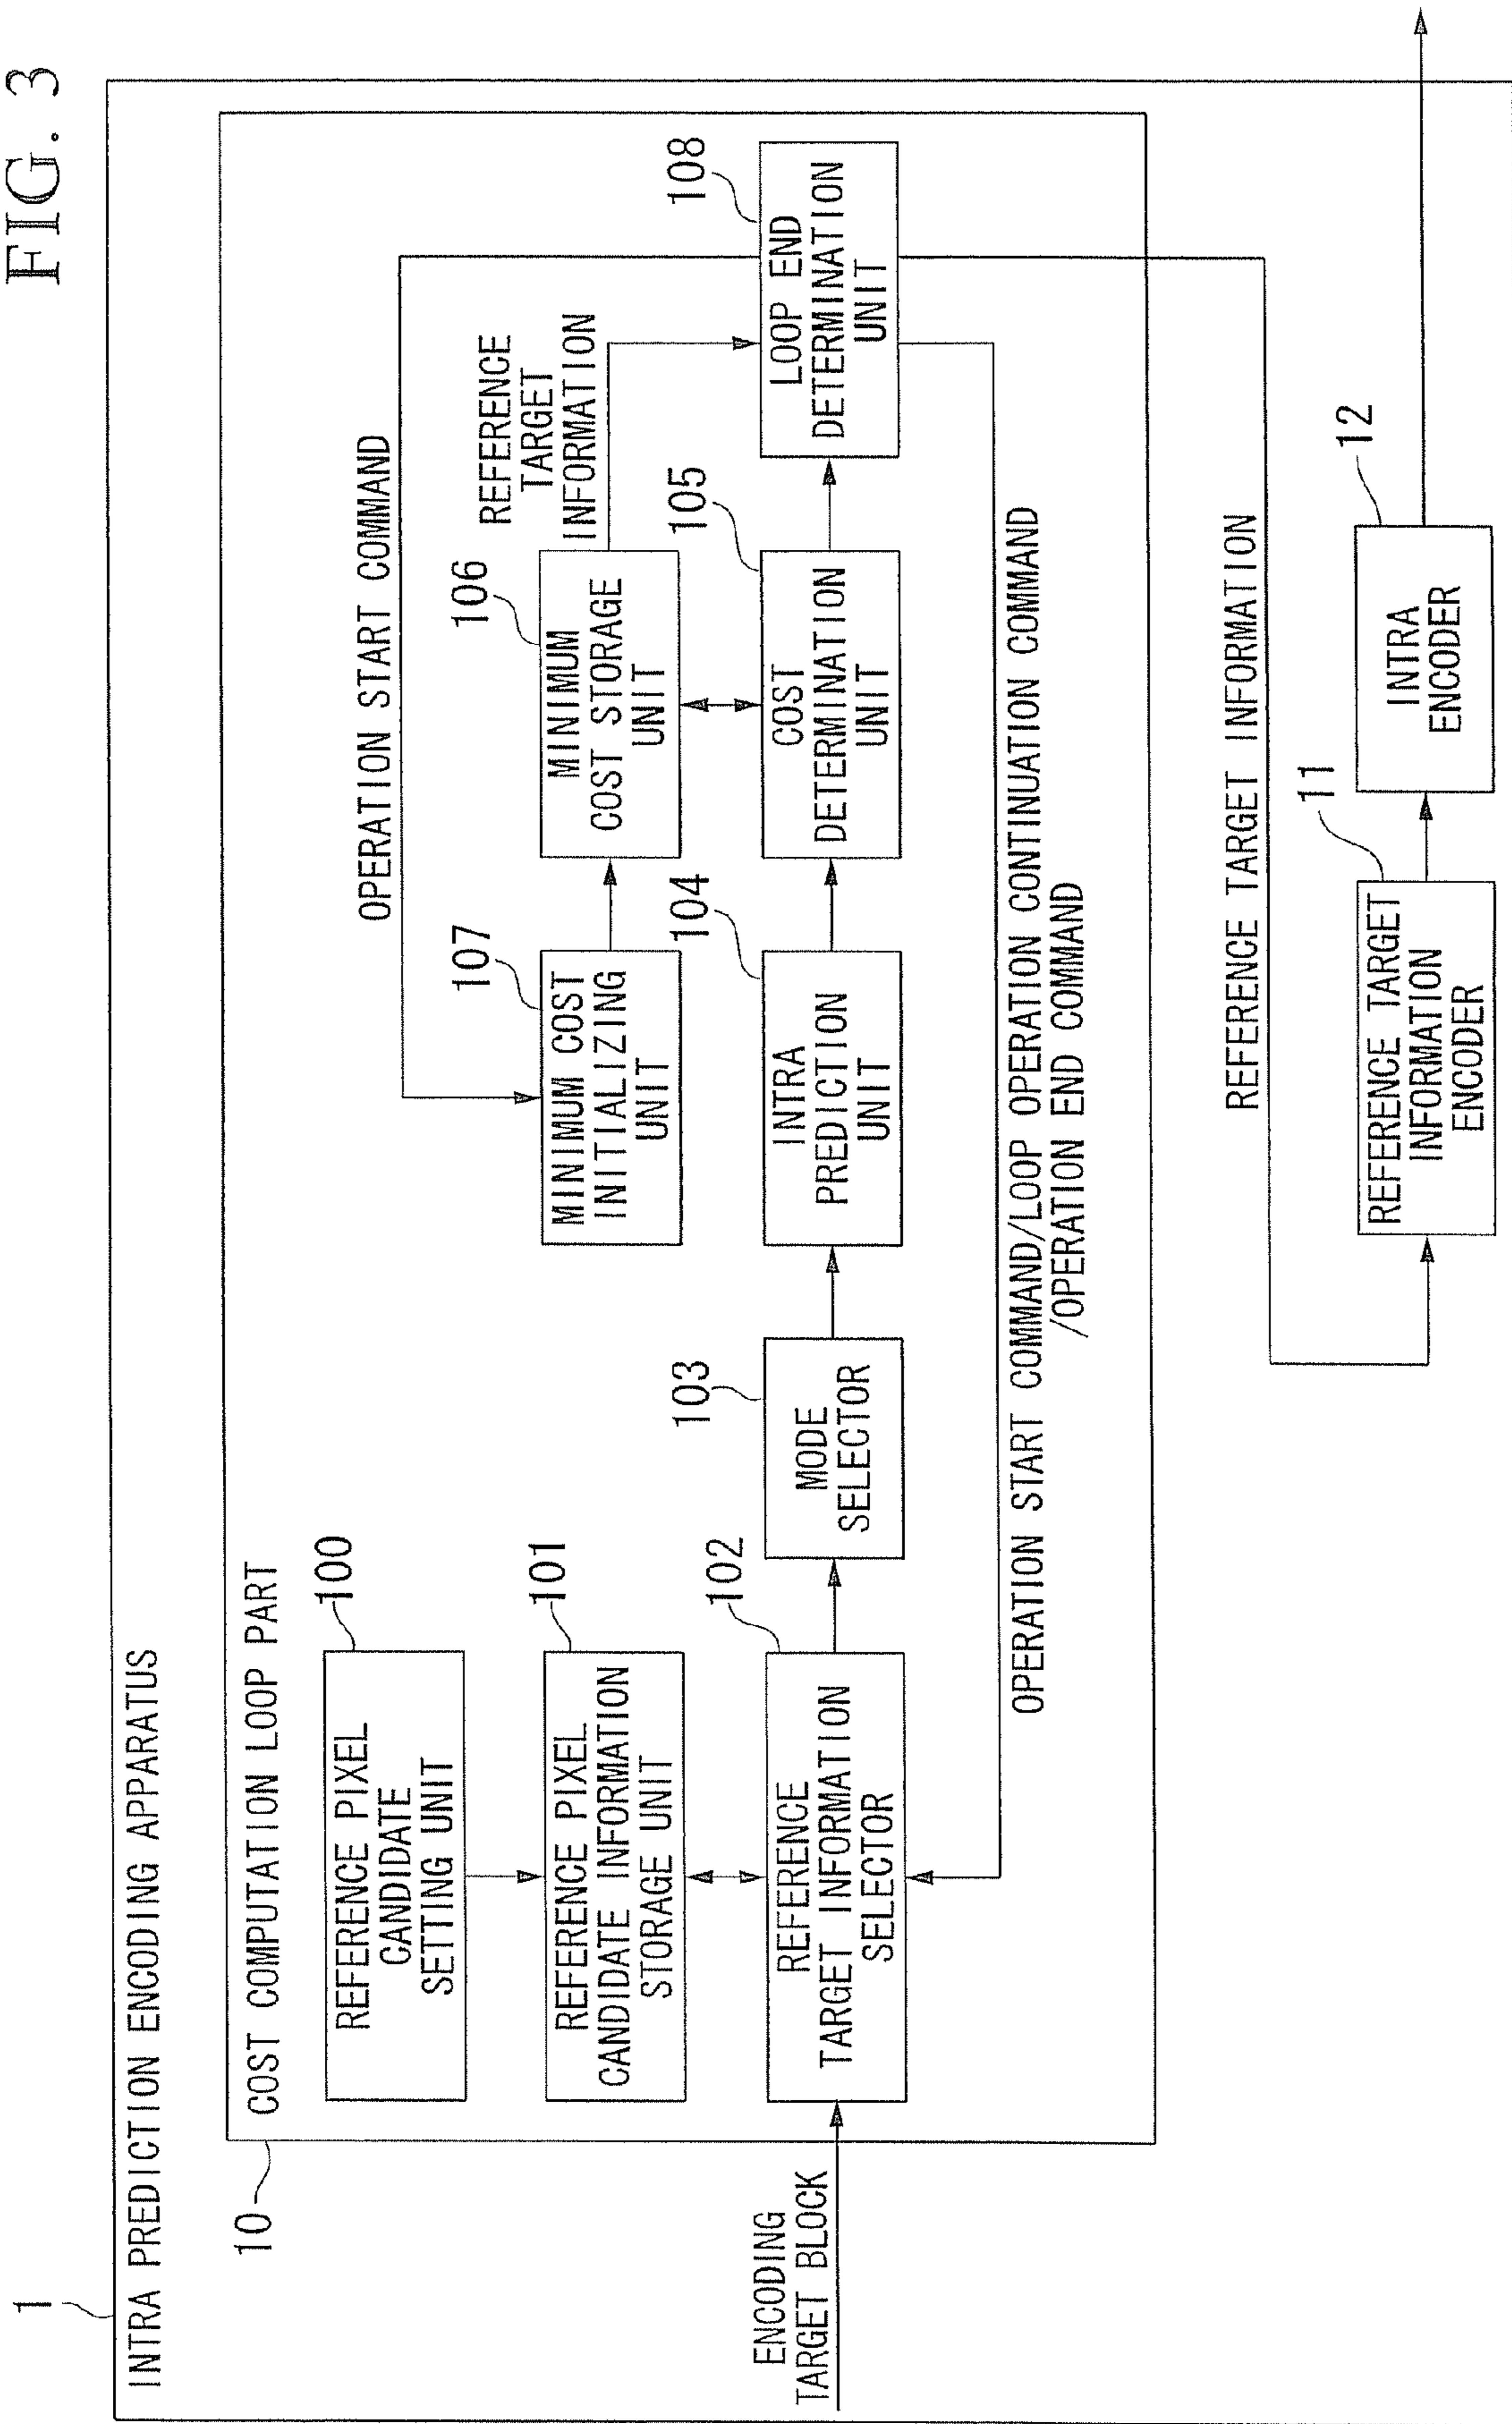 FIG. 3
1
INTRA PREDICTION ENCODING APPARATUS
10
COST COMPUTATION LOOP PART
100
REFERENCE PIXEL
CANDIDATE
SETTING UNIT
101
REFERENCE PIXEL
CANDIDATE INFORMATION
STORAGE UNIT
ENCODING
TARGET BLOCK
102
REFERENCE
TARGET INFORMATION
SELECTOR
103
MODE
SELECTOR
OPERATION START COMMAND
107
MINIMUM COST
INITIALIZING
UNIT
106
MINIMUM
COST STORAGE
UNIT
REFERENCE
TARGET
INFORMATION
104
INTRA
PREDICTION
UNIT
105
COST
DETERMINATION
UNIT
108
LOOP END
DETERMINATION
UNIT
OPERATION START COMMAND/LOOP OPERATION CONTINUATION COMMAND
/OPERATION END COMMAND
REFERENCE TARGET INFORMATION
11
REFERENCE TARGET
INFORMATION
ENCODER
12
INTRA
ENCODER